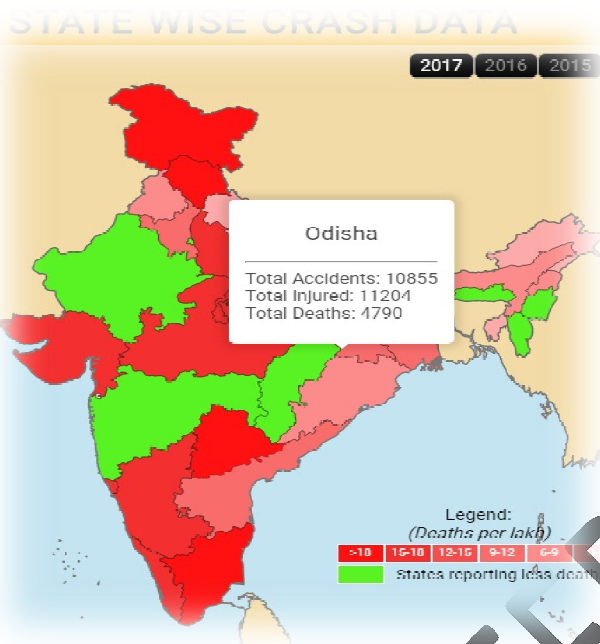 STATE WISE CRASH DATA
2017 2016 2015
Odisha
Total Accidents: 10855
Total Injured: 11204
Total Deaths: 4790
Legend:
(Deaths per lakh)
>18 15-18 12-15 9-12 6-9
States reporting less death